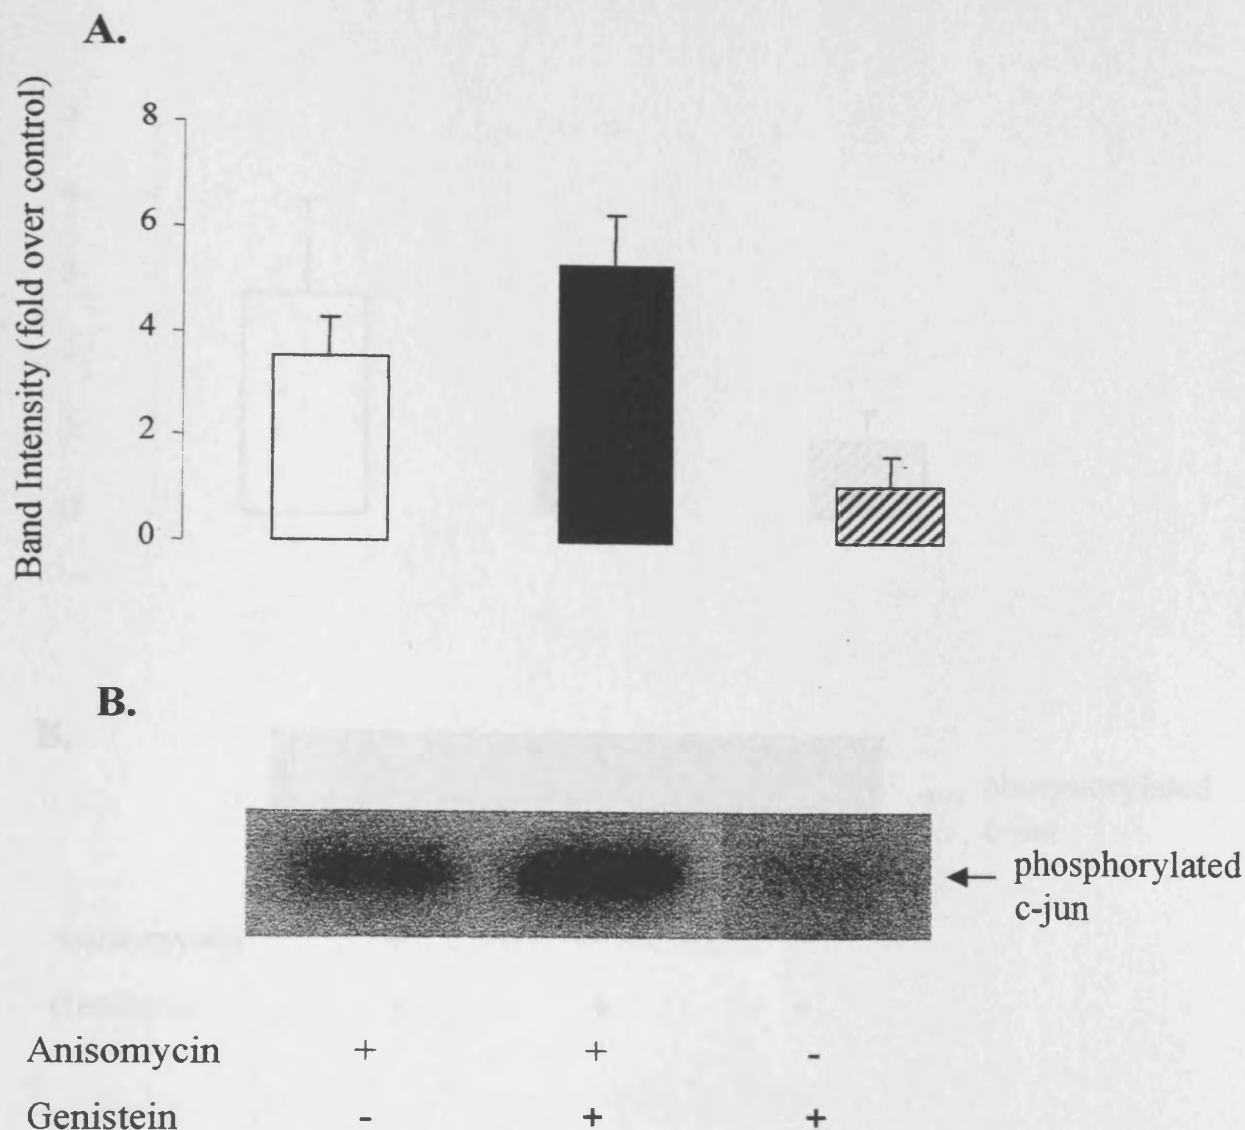 A.
Band Intensity (fold over control)
8
6
4
2
0
B.
phosphorylated
c-jun
Anisomycin + + -
Genistein - + +